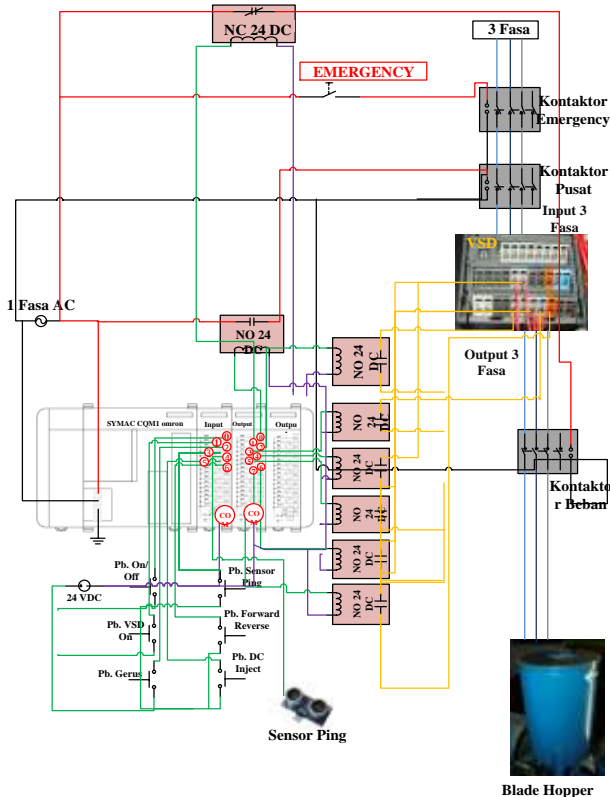 NC 24 DC
3 Fasa
EMERGENCY
Kontaktor
Emergency
Kontaktor
Pusat
Input 3
Fasa
VSD
1 Fasa AC
NO 24
DC
NO 24
DC
Output 3
Fasa
SYMAC CQM1 omron
Input
Output
Outpu
NO
24
DC
NO 24
DC
Kontakto
r Beban
CO
M
CO
M
NO
24
NO 24
DC
NO 24
DC
Pb. On/
Off
Pb. Sensor
Ping
24 VDC
Pb. VSD
On
Pb. Forward
Reverse
Pb. Gerus
Pb. DC
Inject
Sensor Ping
Blade Hopper